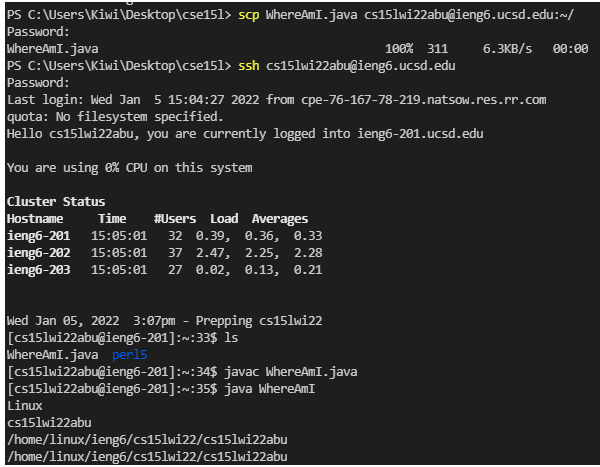 PS C:\Users\Kiwi\Desktop\cse15l> scp WhereAmI.java cs15lwi22abu@ieng6.ucsd.edu:~/
Password:
WhereAmI.java 100% 311 6.3KB/s 00:00
PS C:\Users\Kiwi\Desktop\cse15l> ssh cs15lwi22abu@ieng6.ucsd.edu
Password:
Last login: Wed Jan  5 15:04:27 2022 from cpe-76-167-78-219.natsow.res.rr.com
quota: No filesystem specified.
Hello cs15lwi22abu, you are currently logged into ieng6-201.ucsd.edu
You are using 0% CPU on this system
Cluster Status
Hostname Time #Users Load Averages
ieng6-201 15:05:01 32 0.39, 0.36, 0.33
ieng6-202 15:05:01 37 2.47, 2.25, 2.28
ieng6-203 15:05:01 27 0.02, 0.13, 0.21
Wed Jan 05, 2022  3:07pm - Prepping cs15lwi22
[cs15lwi22abu@ieng6-201]:~:33$ ls
WhereAmI.java  perl5
[cs15lwi22abu@ieng6-201]:~:34$ javac WhereAmI.java
[cs15lwi22abu@ieng6-201]:~:35$ java WhereAmI
Linux
cs15lwi22abu
/home/linux/ieng6/cs15lwi22/cs15lwi22abu
/home/linux/ieng6/cs15lwi22/cs15lwi22abu